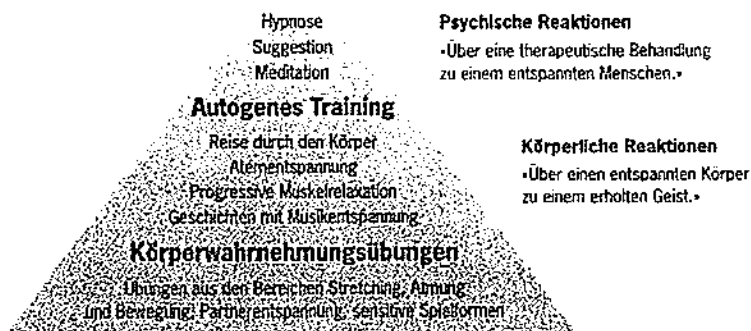 Hypnose
Suggestion
Meditation
Autogenes Training
Reise durch den Körper
Atementspannung
Progressive Muskelrelaxation
Geschichten mit Musikentspannung
Körperwahrnehmungsübungen
Übungen aus den Bereichen Stretching, Atmung
und Bewegung; Partnerentspannung, sensitive Spielformen
Psychische Reaktionen
«Über eine therapeutische Behandlung
zu einem entspannten Menschen.»
Körperliche Reaktionen
«Über einen entspannten Körper
zu einem erholten Geist.»